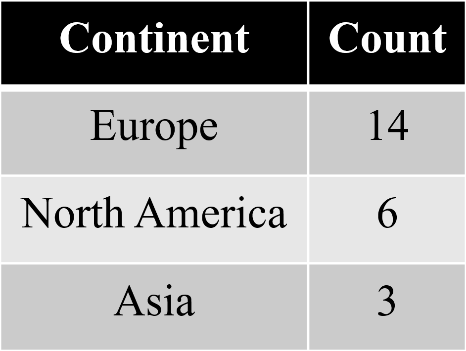 Continent Count
Europe 14
North America 6
Asia 3